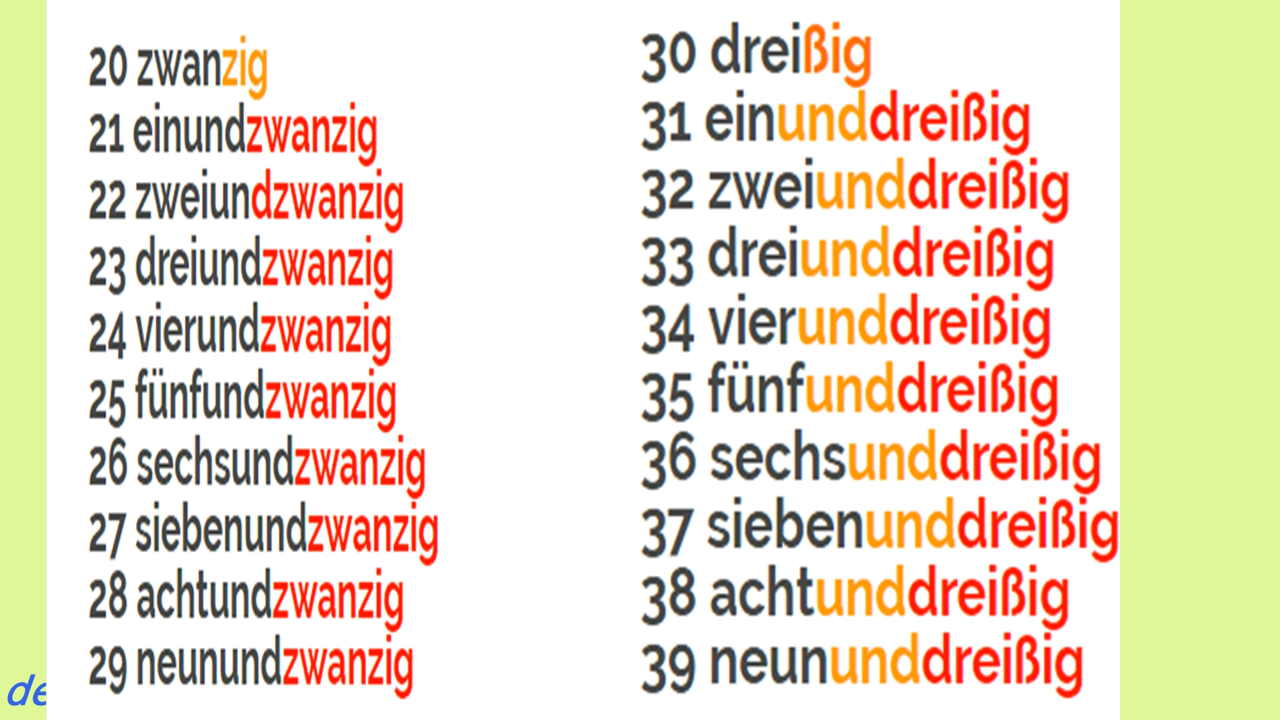 20 zwanzig
21 einundzwanzig
22 zweiundzwanzig
23 dreiundzwanzig
24 vierundzwanzig
25 fünfundzwanzig
26 sechsundzwanzig
27 siebenundzwanzig
28 achtundzwanzig
29 neunundzwanzig
30 dreißig
31 einunddreißig
32 zweiunddreißig
33 dreiunddreißig
34 vierunddreißig
35 fünfunddreißig
36 sechsunddreißig
37 siebenunddreißig
38 achtunddreißig
39 neununddreißig
de